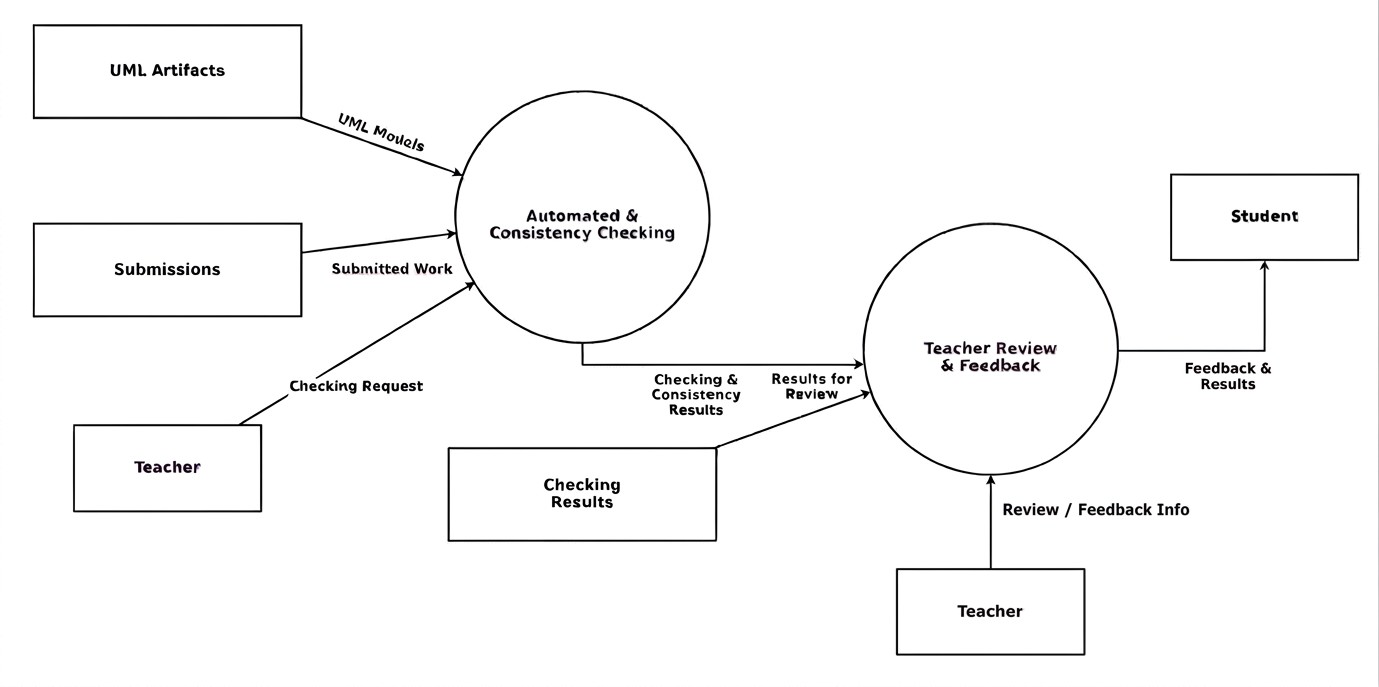 UML Artifacts
UML Models
Automated &
Consistency Checking
Submissions
Submitted Work
Student
Teacher Review
& Feedback
Feedback &
Results
Checking Request
Checking &
Consistency
Results
Results for
Review
Teacher
Checking
Results
Review / Feedback Info
Teacher